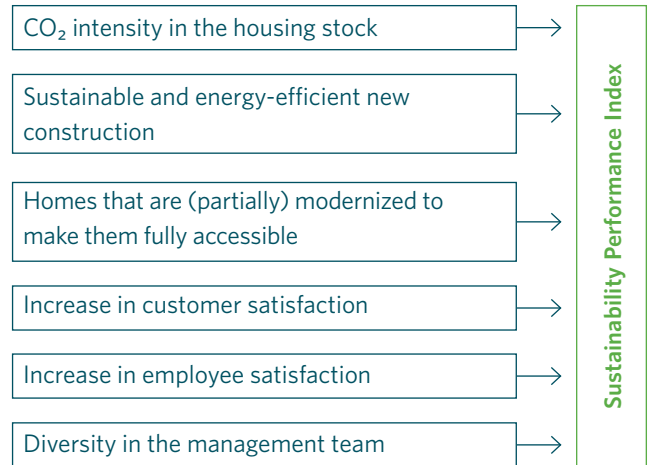 CO₂ intensity in the housing stock
Sustainable and energy-efficient new
construction
Homes that are (partially) modernized to
make them fully accessible
Increase in customer satisfaction
Increase in employee satisfaction
Diversity in the management team
Sustainability Performance Index